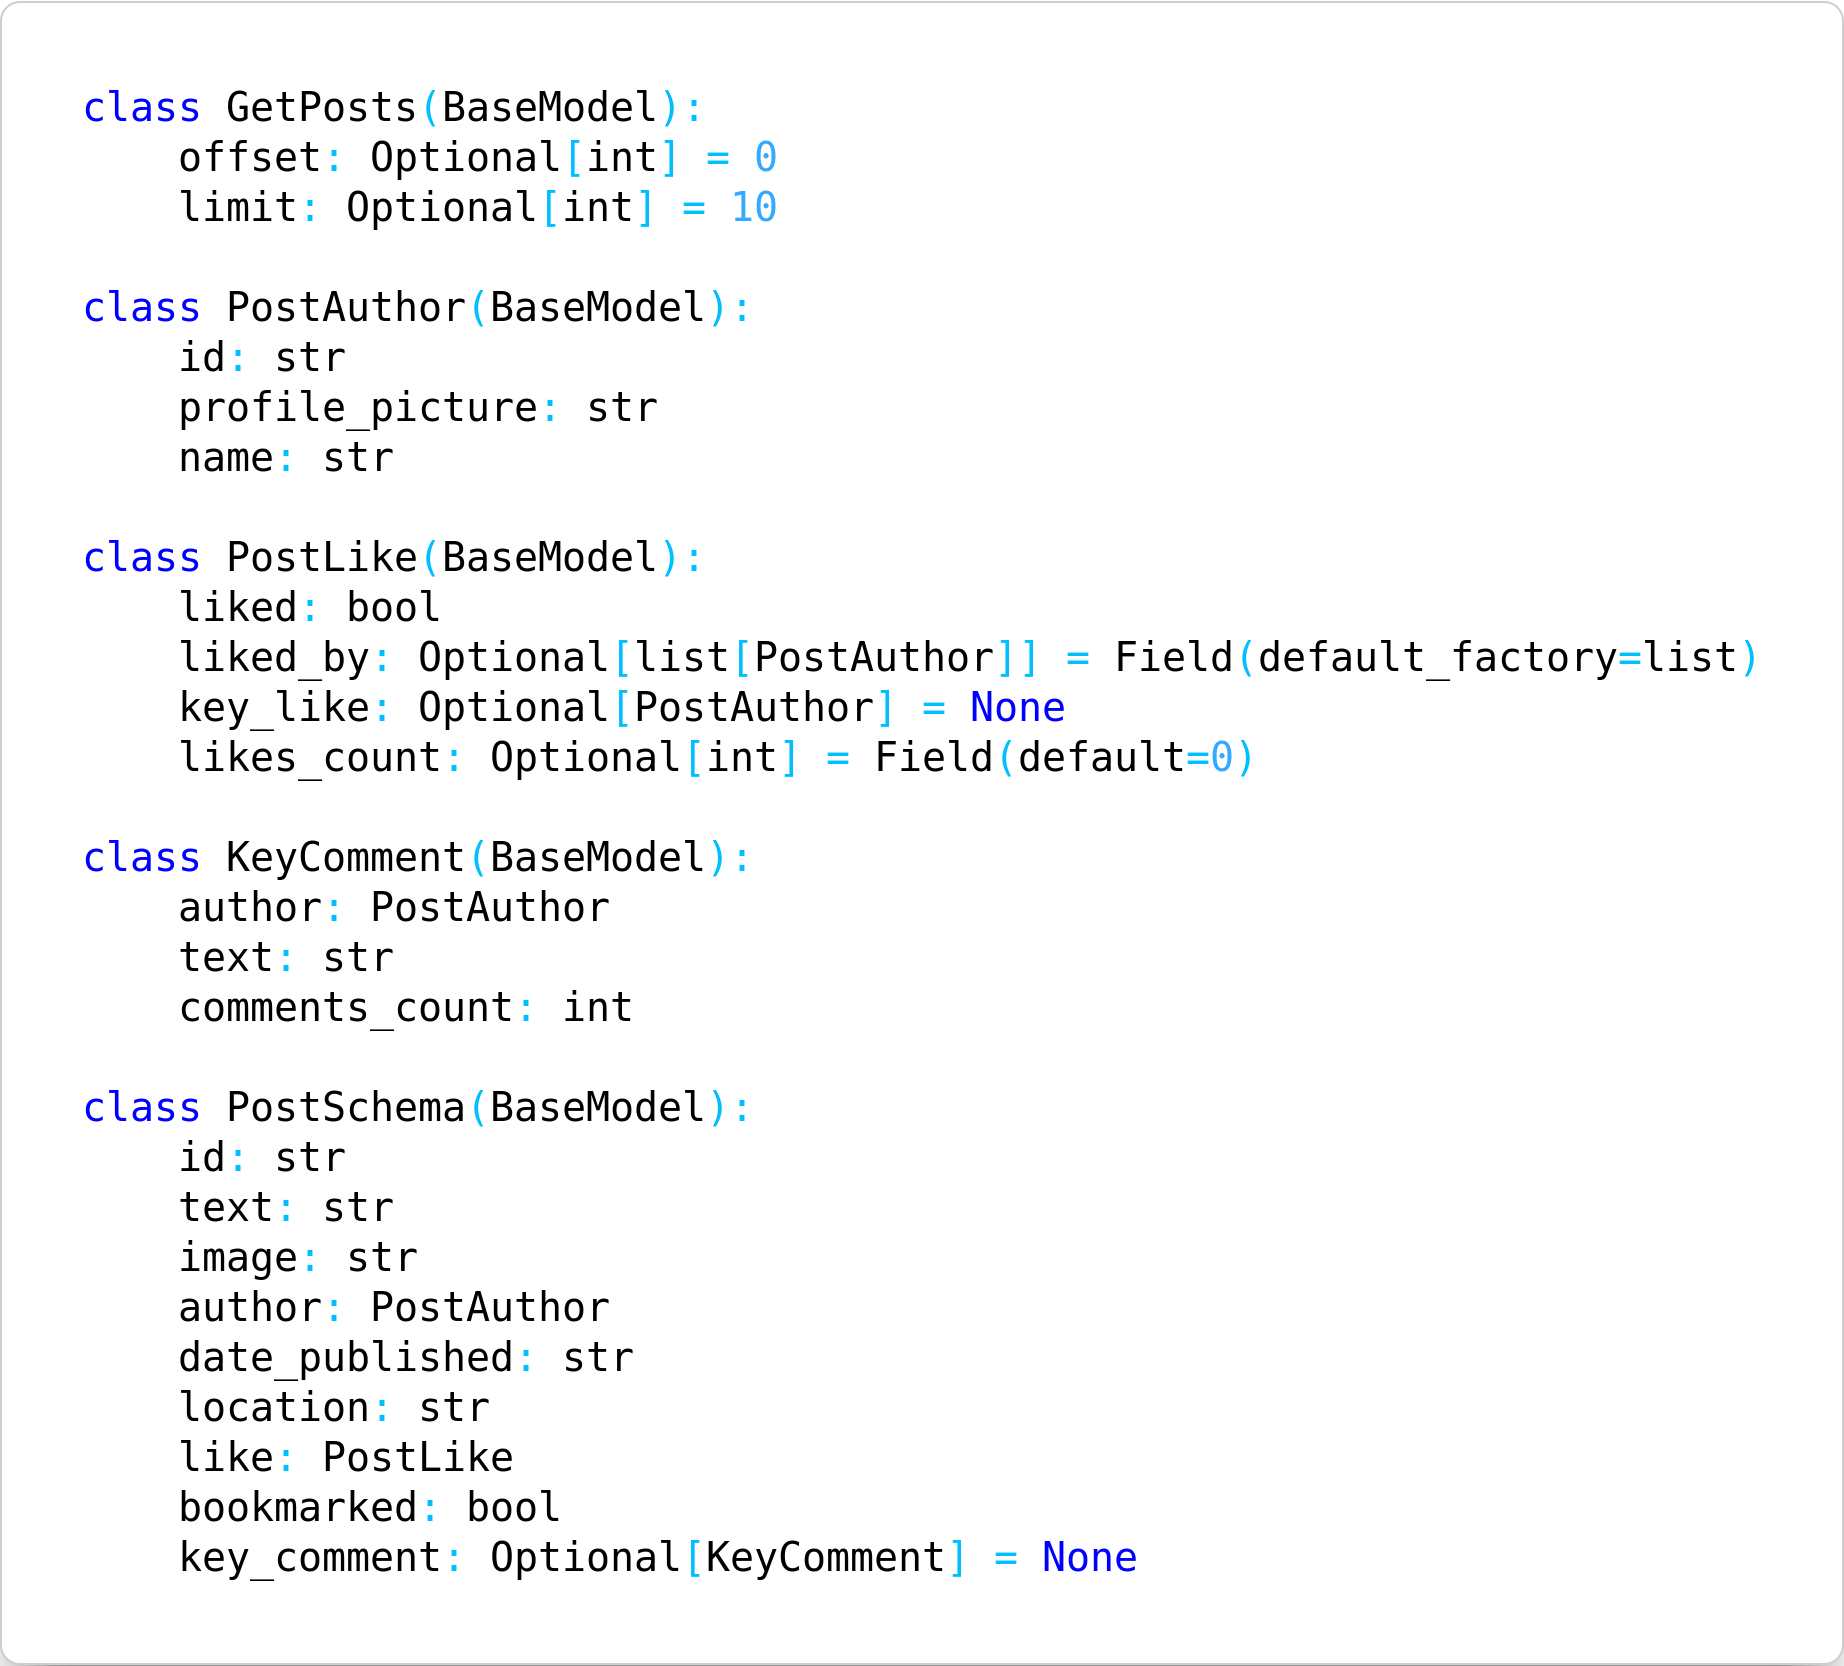 class GetPosts(BaseModel):
    offset: Optional[int] = 0
    limit: Optional[int] = 10

class PostAuthor(BaseModel):
    id: str
    profile_picture: str
    name: str

class PostLike(BaseModel):
    liked: bool
    liked_by: Optional[list[PostAuthor]] = Field(default_factory=list)
    key_like: Optional[PostAuthor] = None
    likes_count: Optional[int] = Field(default=0)

class KeyComment(BaseModel):
    author: PostAuthor
    text: str
    comments_count: int

class PostSchema(BaseModel):
    id: str
    text: str
    image: str
    author: PostAuthor
    date_published: str
    location: str
    like: PostLike
    bookmarked: bool
    key_comment: Optional[KeyComment] = None